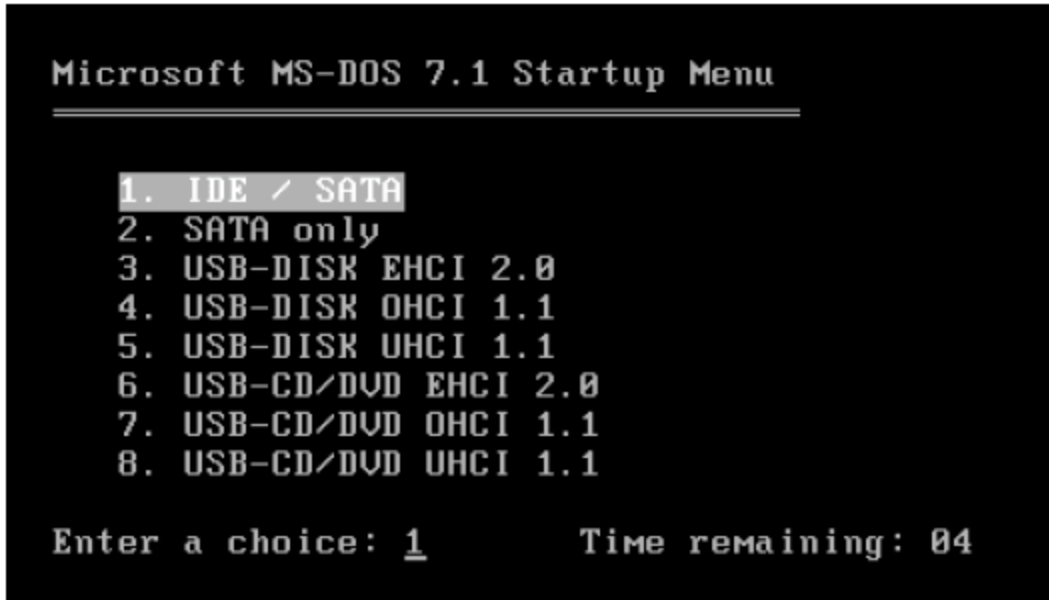 Microsoft MS-DOS 7.1 Startup Menu
1. IDE / SATA
2. SATA only
3. USB-DISK EHCI 2.0
4. USB-DISK OHCI 1.1
5. USB-DISK UHCI 1.1
6. USB-CD/DVD EHCI 2.0
7. USB-CD/DVD OHCI 1.1
8. USB-CD/DVD UHCI 1.1
Enter a choice: 1 Time remaining: 04